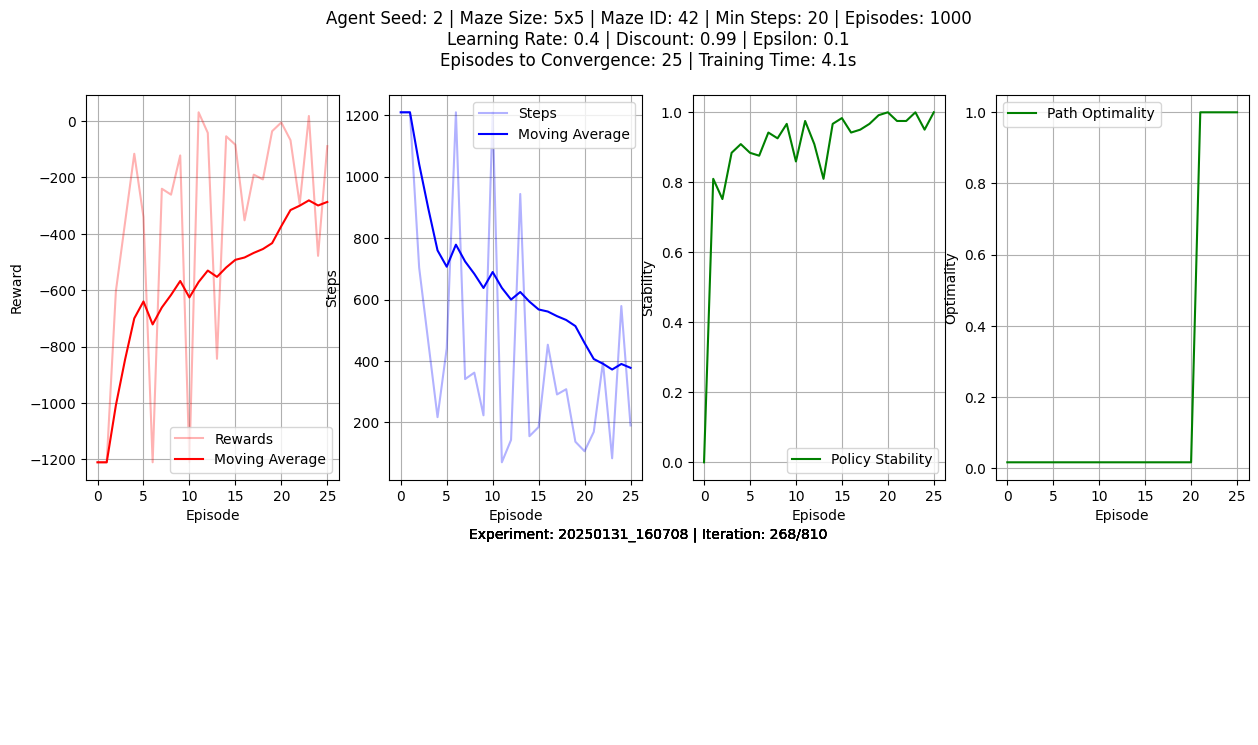 Agent Seed: 2 | Maze Size: 5x5 | Maze ID: 42 | Min Steps: 20 | Episodes: 1000
Learning Rate: 0.4 | Discount: 0.99 | Epsilon: 0.1
Episodes to Convergence: 25 | Training Time: 4.1s
Reward
0
−200
−400
−600
−800
−1000
−1200
Rewards
Moving Average
0 5 10 15 20 25
Episode
Steps
1200
1000
800
600
400
200
Steps
Moving Average
0 5 10 15 20 25
Episode
Stability
1.0
0.8
0.6
0.4
0.2
0.0
Policy Stability
0 5 10 15 20 25
Episode
Optimality
1.0
0.8
0.6
0.4
0.2
0.0
Path Optimality
0 5 10 15 20 25
Episode
Experiment: 20250131_160708 | Iteration: 268/810